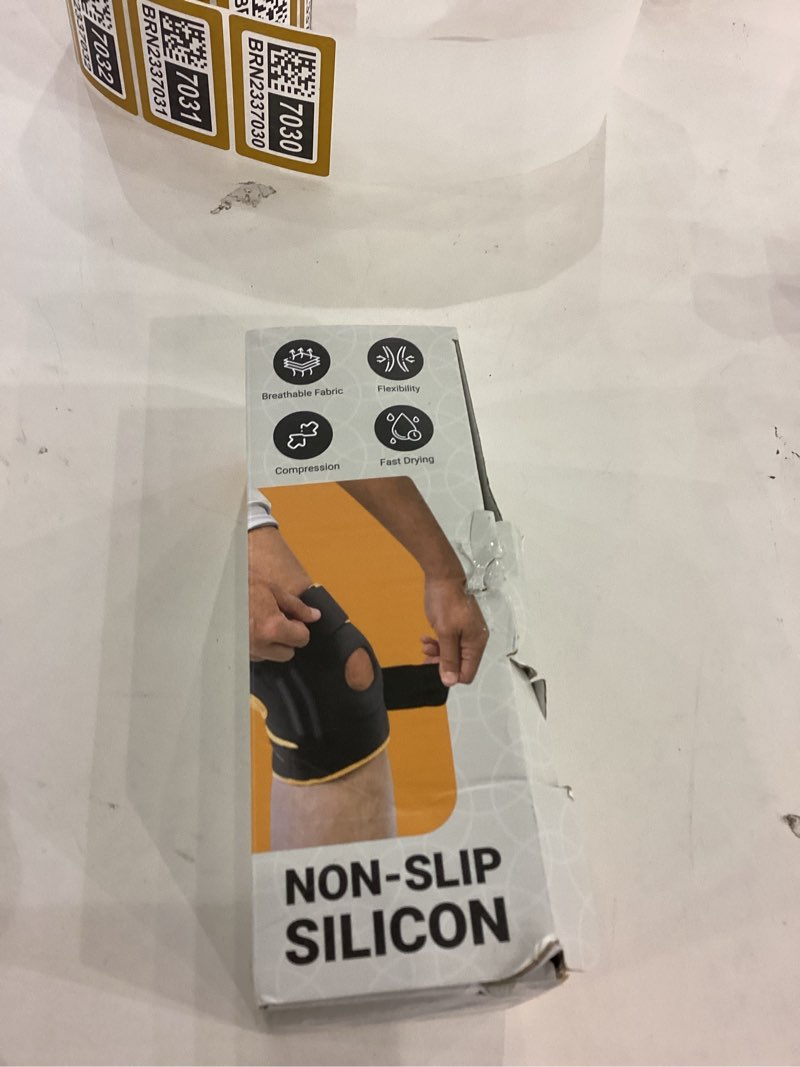 7032
BRN2337031
7031
BRN2337030
7030
Breathable Fabric
Flexibility
Compression
Fast Drying
NON-SLIP
SILICON